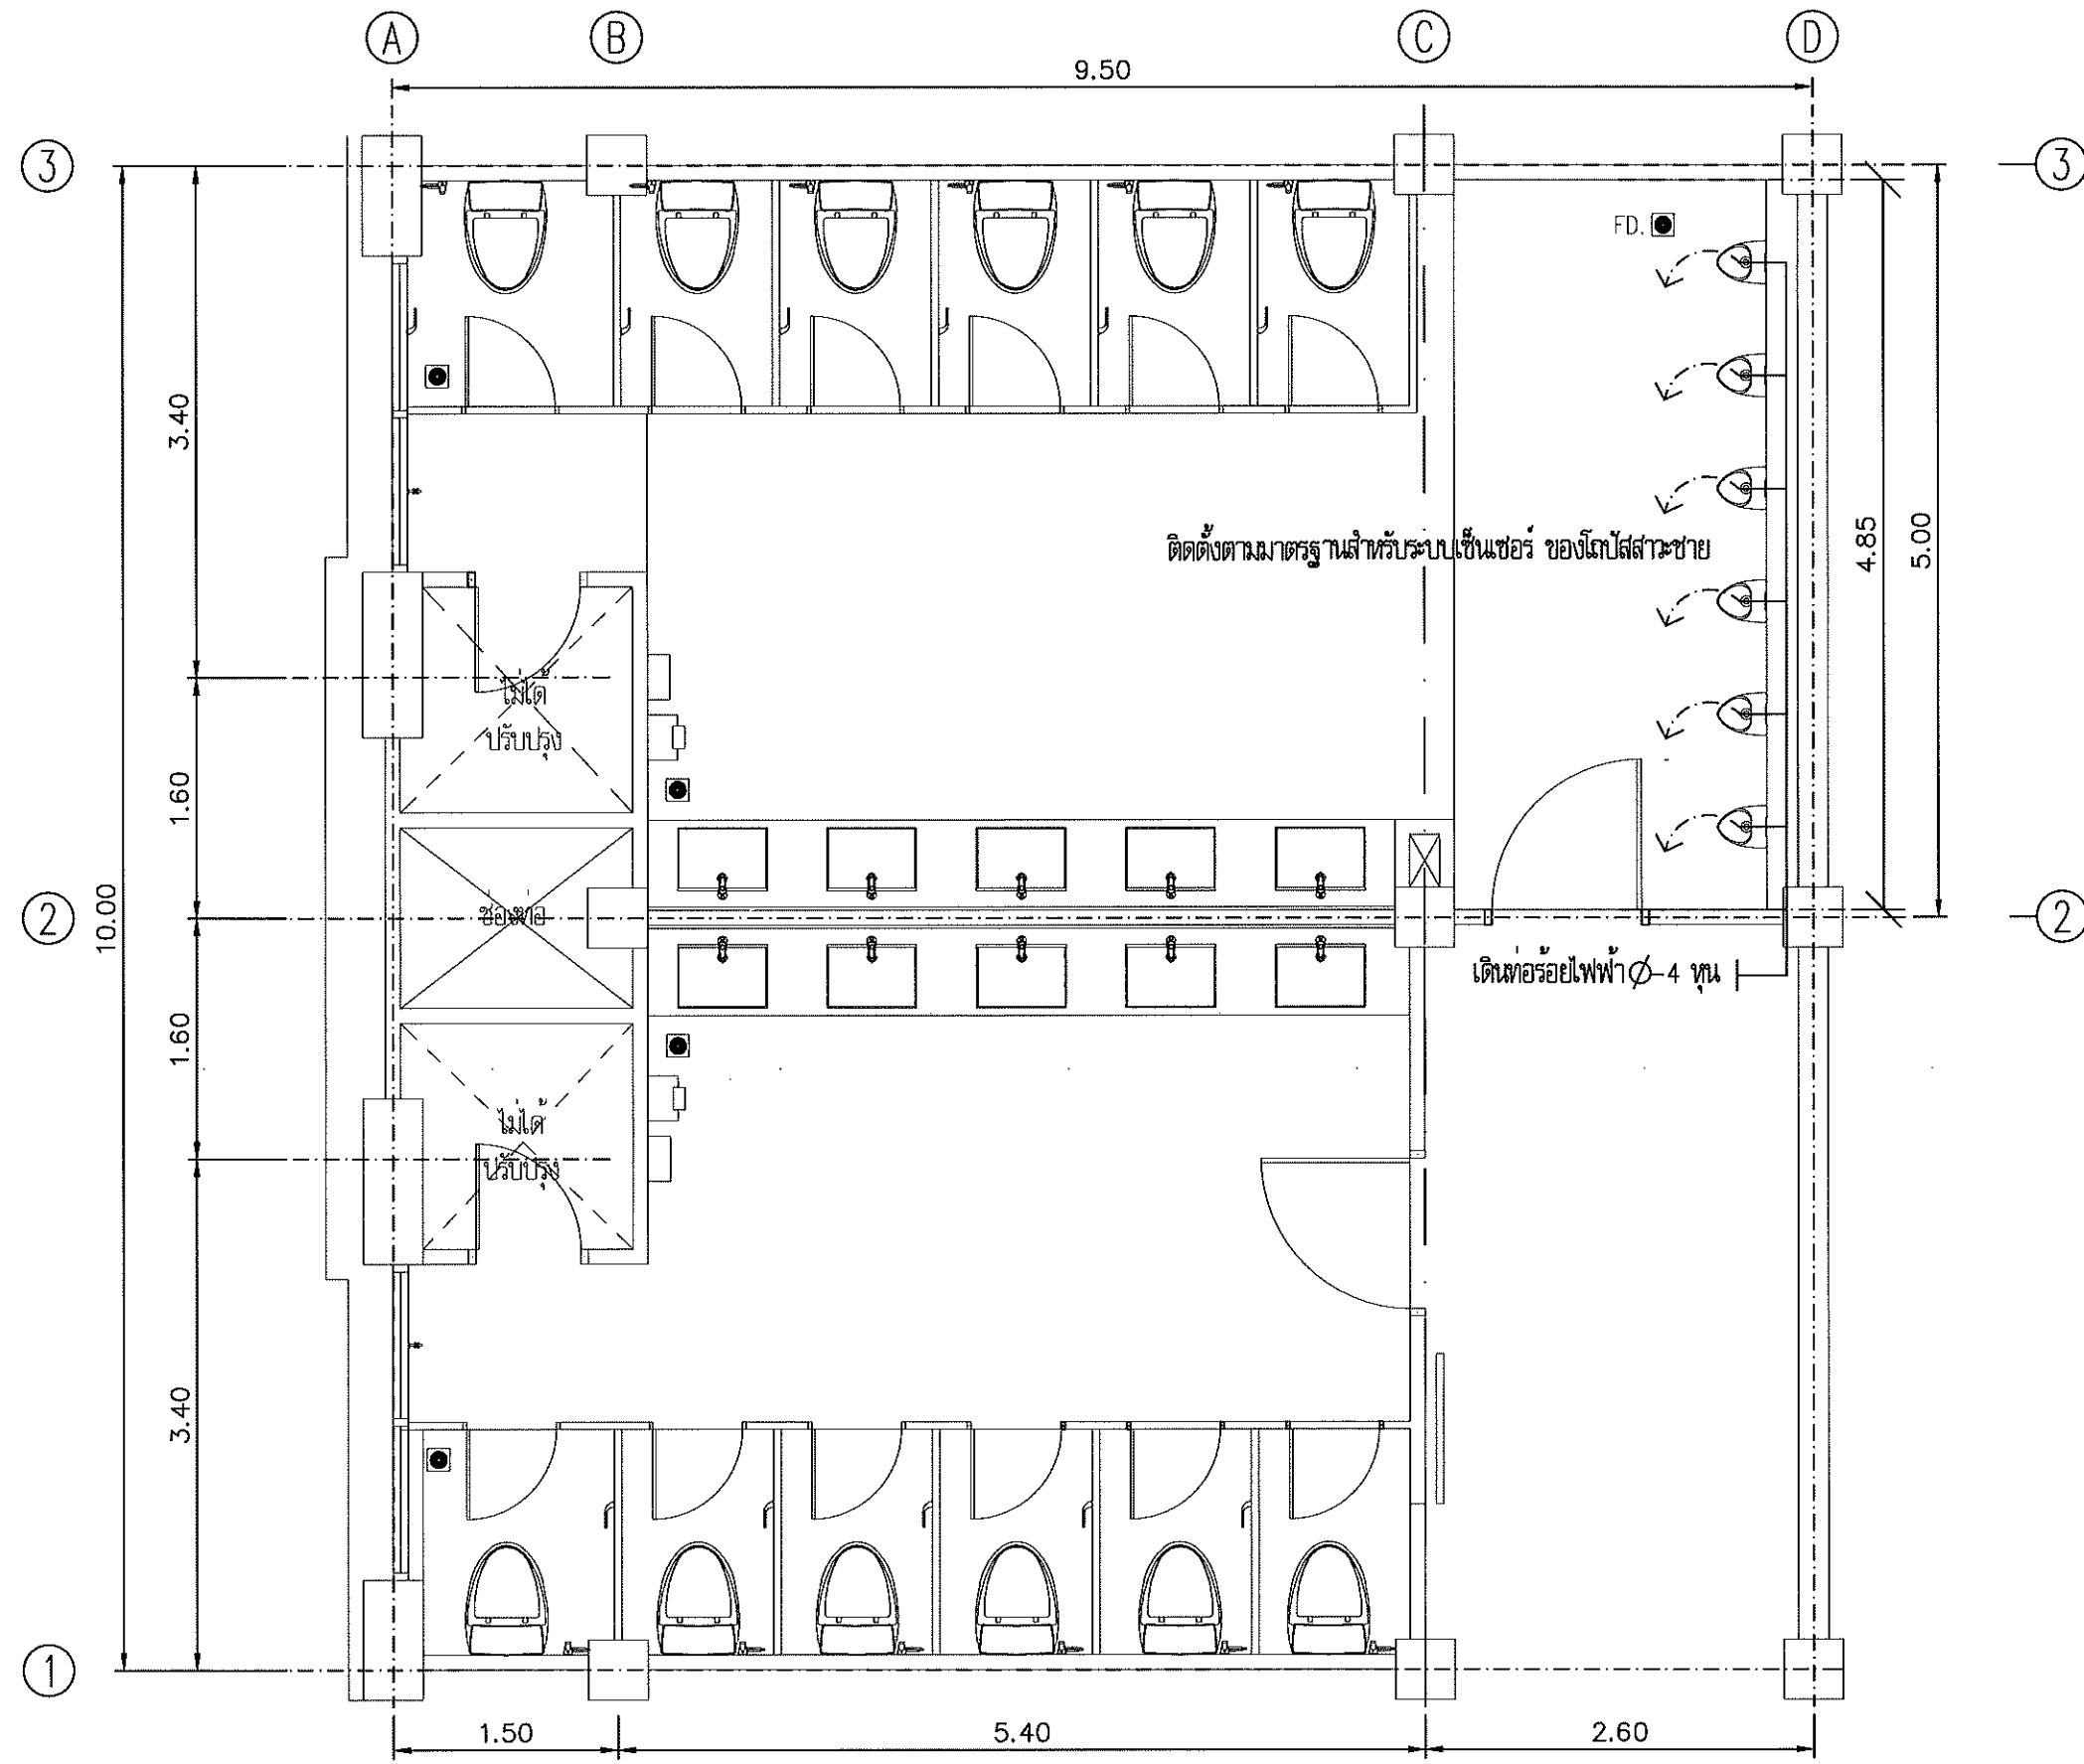 A B C D
9.50
3 3
FD.
3.40
ติดตั้งตามมาตรฐานสำหรับระบบเซ็นเซอร์ ของโถปัสสาวะชาย
4.85
5.00
ไม่ได้
ปรับปรุง
1.60
10.00
2 2
ช่องท่อ
เดินท่อร้อยไฟฟ้า Ø-4 หุน
1.60
ไม่ได้
ปรับปรุง
3.40
1
1.50 5.40 2.60